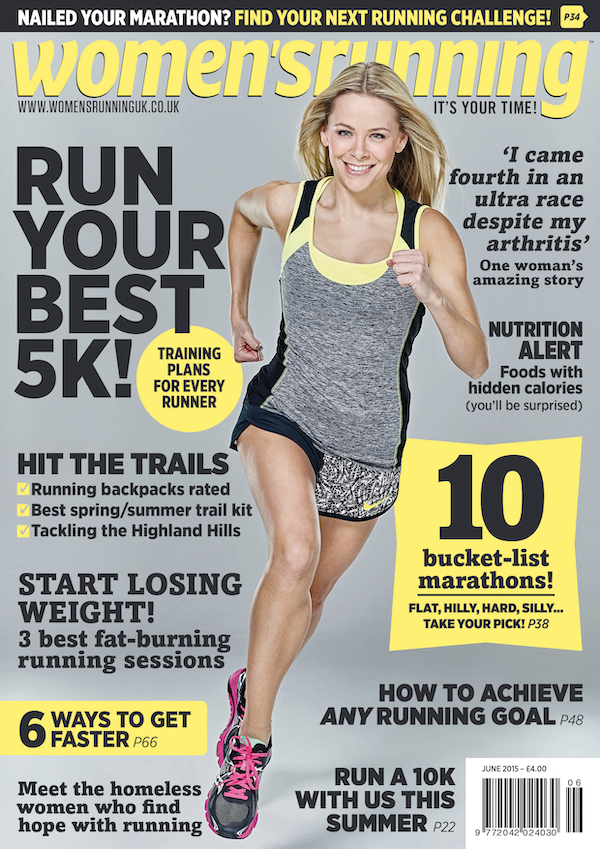 NAILED YOUR MARATHON? FIND YOUR NEXT RUNNING CHALLENGE! P34
women'srunning
WWW.WOMENSRUNNINGUK.CO.UK
IT'S YOUR TIME!
RUN
YOUR
BEST
5K!
TRAINING
PLANS
FOR EVERY
RUNNER
'I came
fourth in an
ultra race
despite my
arthritis'
One woman's
amazing story
NUTRITION
ALERT
Foods with
hidden calories
(you'll be surprised)
HIT THE TRAILS
Running backpacks rated
Best spring/summer trail kit
Tackling the Highland Hills
10
bucket-list
marathons!
FLAT, HILLY, HARD, SILLY...
TAKE YOUR PICK! P38
START LOSING
WEIGHT!
3 best fat-burning
running sessions
HOW TO ACHIEVE
ANY RUNNING GOAL P48
6 WAYS TO GET
FASTER P66
Meet the homeless
women who find
hope with running
RUN A 10K
WITH US THIS
SUMMER P22
JUNE 2015 – £4.00
06
9 772042 024030